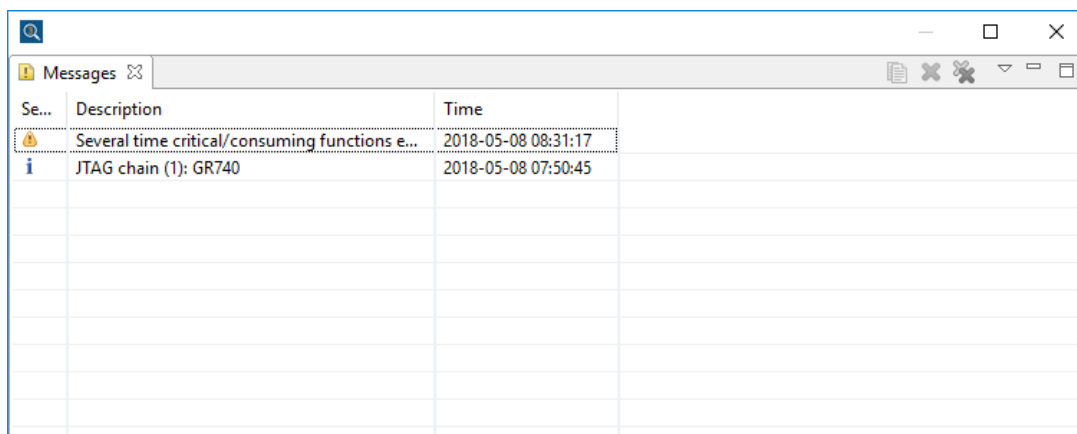 Messages
Se... Description Time
Several time critical/consuming functions e... 2018-05-08 08:31:17
JTAG chain (1): GR740 2018-05-08 07:50:45